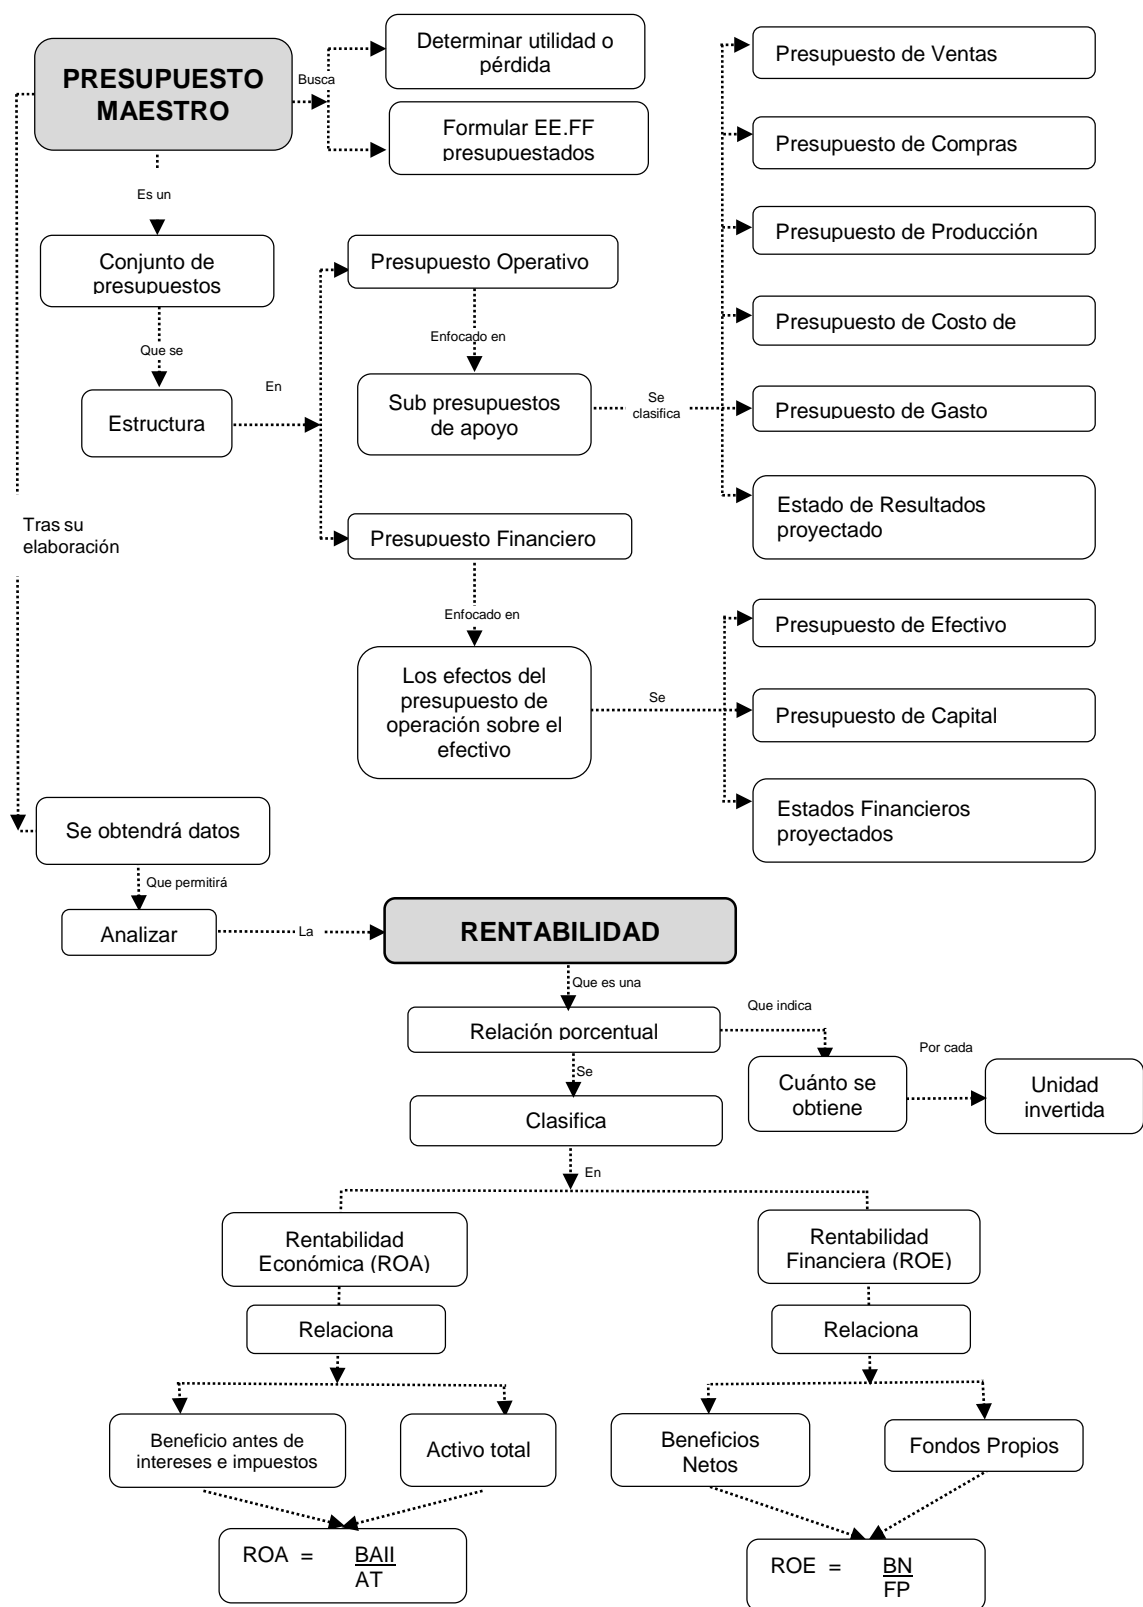 PRESUPUESTO
MAESTRO
Busca
Determinar utilidad o
pérdida
Formular EE.FF
presupuestados
Es un
Conjunto de
presupuestos
Que se
Estructura
En
Presupuesto Operativo
Enfocado en
Sub presupuestos
de apoyo
Se
clasifica
Presupuesto de Ventas
Presupuesto de Compras
Presupuesto de Producción
Presupuesto de Costo de
Presupuesto de Gasto
Estado de Resultados
proyectado
Presupuesto Financiero
Enfocado en
Los efectos del
presupuesto de
operación sobre el
efectivo
Se
Presupuesto de Efectivo
Presupuesto de Capital
Estados Financieros
proyectados
Tras su
elaboración
Se obtendrá datos
Que permitirá
Analizar
La
RENTABILIDAD
Que es una
Relación porcentual
Que indica
Cuánto se
obtiene
Por cada
Unidad
invertida
Se
Clasifica
En
Rentabilidad
Económica (ROA)
Relaciona
Beneficio antes de
intereses e impuestos
Activo total
ROA = BAII
AT
Rentabilidad
Financiera (ROE)
Relaciona
Beneficios
Netos
Fondos Propios
ROE = BN
FP